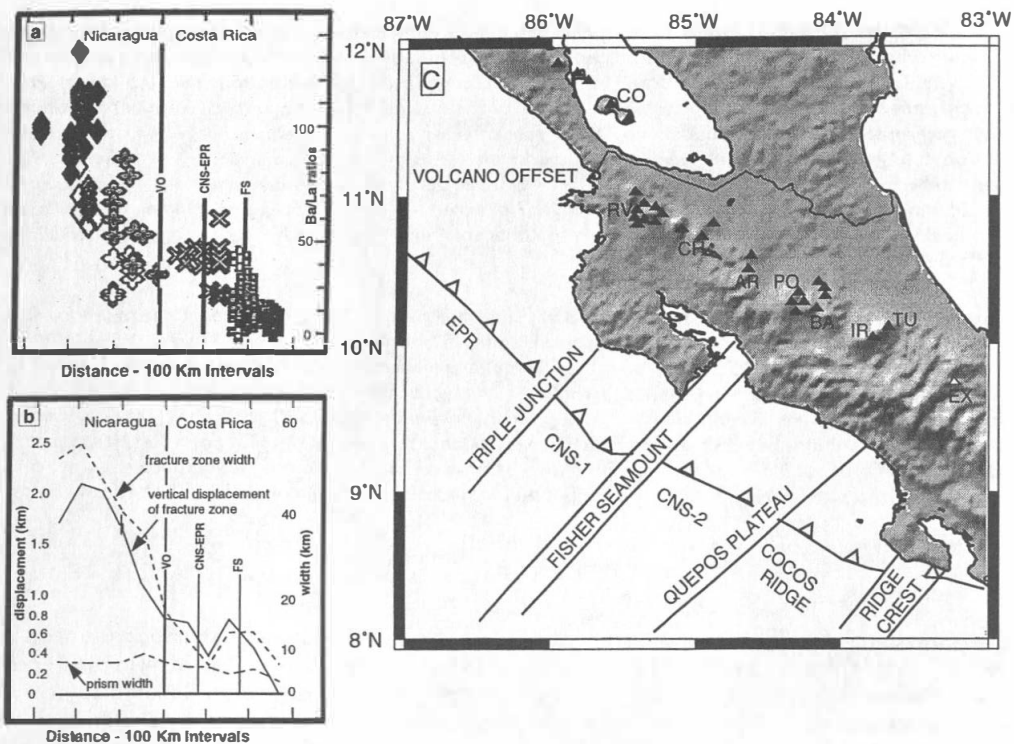 a
Nicaragua
Costa Rica
100
50
0
Ba/La ratios
VO
CNS-EPR
FS
Distance - 100 Km Intervals
b
Nicaragua
Costa Rica
2.5
2.0
1.5
1.0
0.8
0.6
0.4
0.2
0
displacement (km)
fracture zone width
vertical displacement
of fracture zone
prism width
VO
CNS-EPR
FS
60
40
20
10
0
width (km)
Distance - 100 Km Intervals
87°W
86°W
85°W
84°W
83°W
12°N
11°N
10°N
9°N
8°N
C
CO
VOLCANO OFFSET
RV
CH
AR
PO
BA
IR
TU
EX
EPR
TRIPLE JUNCTION
CNS-1
FISHER SEAMOUNT
CNS-2
QUEPOS PLATEAU
COCOS
RIDGE
RIDGE
CREST